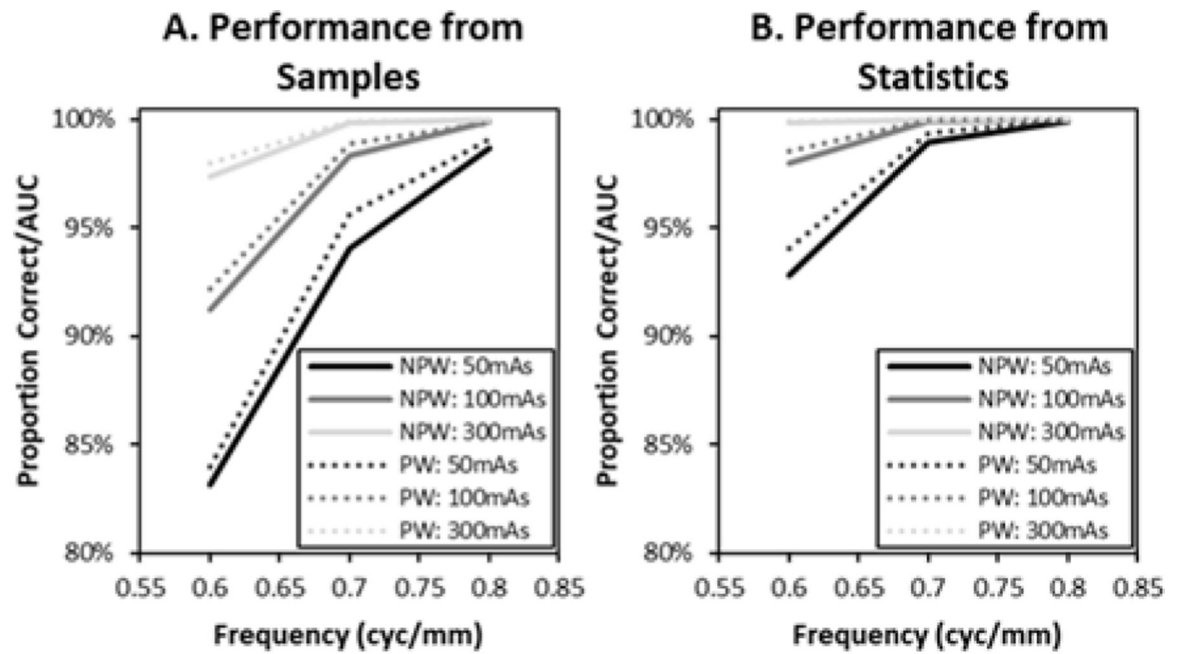 A. Performance from
Samples
Proportion Correct/AUC
100%
95%
90%
85%
80%
NPW: 50mAs
NPW: 100mAs
NPW: 300mAs
PW: 50mAs
PW: 100mAs
PW: 300mAs
0.55 0.6 0.65 0.7 0.75 0.8 0.85
Frequency (cyc/mm)
B. Performance from
Statistics
Proportion Correct/AUC
100%
95%
90%
85%
80%
NPW: 50mAs
NPW: 100mAs
NPW: 300mAs
PW: 50mAs
PW: 100mAs
PW: 300mAs
0.55 0.6 0.65 0.7 0.75 0.8 0.85
Frequency (cyc/mm)